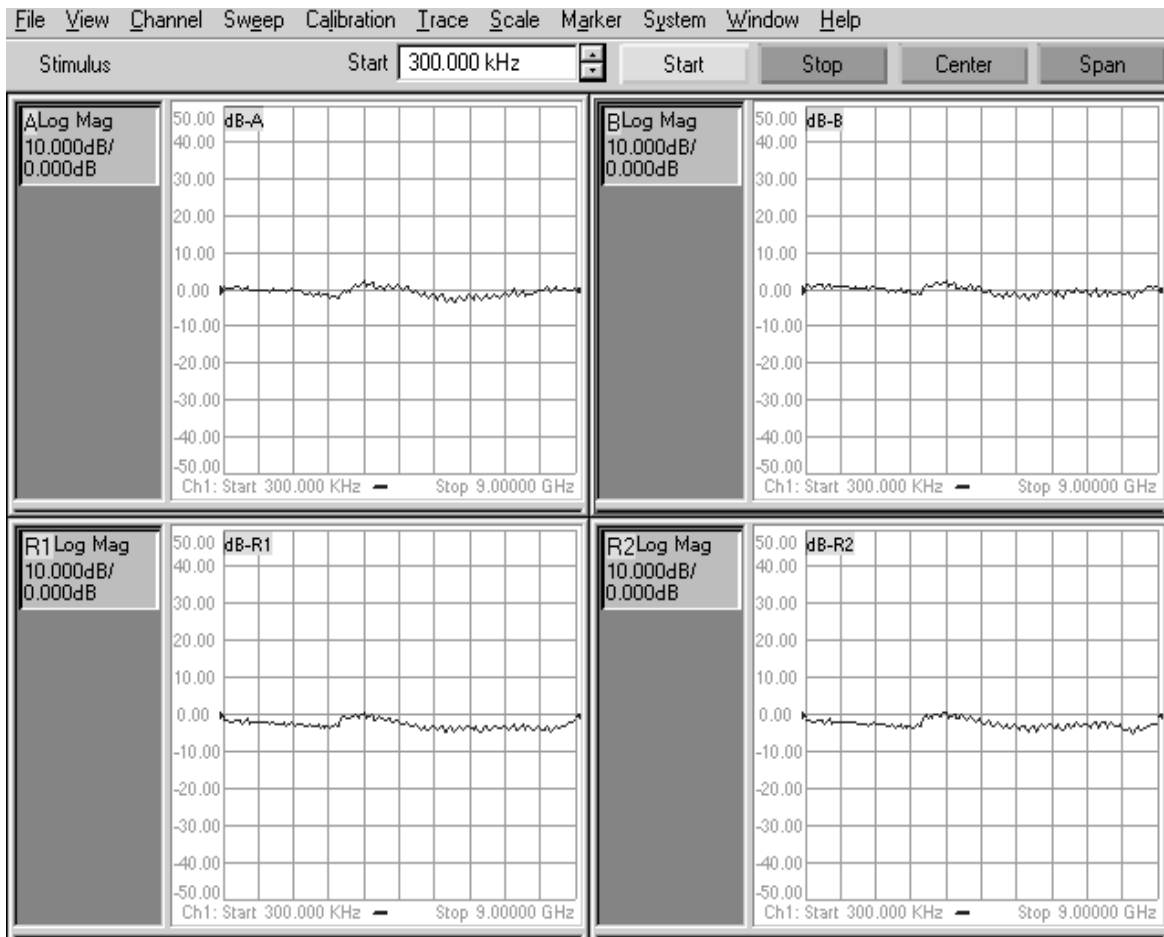 File View Channel Sweep Calibration Trace Scale Marker System Window Help
Stimulus Start 300.000 kHz Start Stop Center Span
ALog Mag
10.000dB/
0.000dB
50.00 dB-A
40.00
30.00
20.00
10.00
0.00
-10.00
-20.00
-30.00
-40.00
-50.00
Ch1: Start 300.000 KHz Stop 9.00000 GHz
BLog Mag
10.000dB/
0.000dB
50.00 dB-B
40.00
30.00
20.00
10.00
0.00
-10.00
-20.00
-30.00
-40.00
-50.00
Ch1: Start 300.000 KHz Stop 9.00000 GHz
R1Log Mag
10.000dB/
0.000dB
50.00 dB-R1
40.00
30.00
20.00
10.00
0.00
-10.00
-20.00
-30.00
-40.00
-50.00
Ch1: Start 300.000 KHz Stop 9.00000 GHz
R2Log Mag
10.000dB/
0.000dB
50.00 dB-R2
40.00
30.00
20.00
10.00
0.00
-10.00
-20.00
-30.00
-40.00
-50.00
Ch1: Start 300.000 KHz Stop 9.00000 GHz